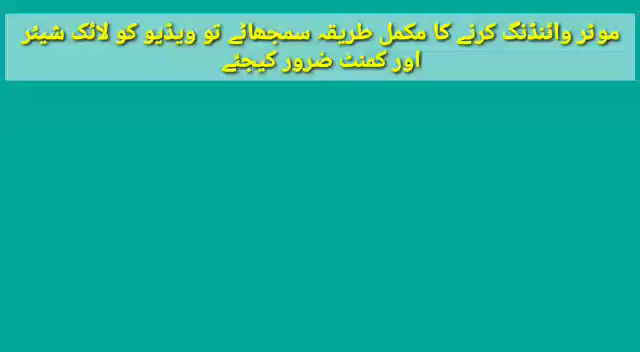 موٹر وائنڈنگ کرنے کا مکمل طریقہ سمجھائے تو ویڈیو کو لائک شیئر
اور کمنٹ ضرور کیجئے